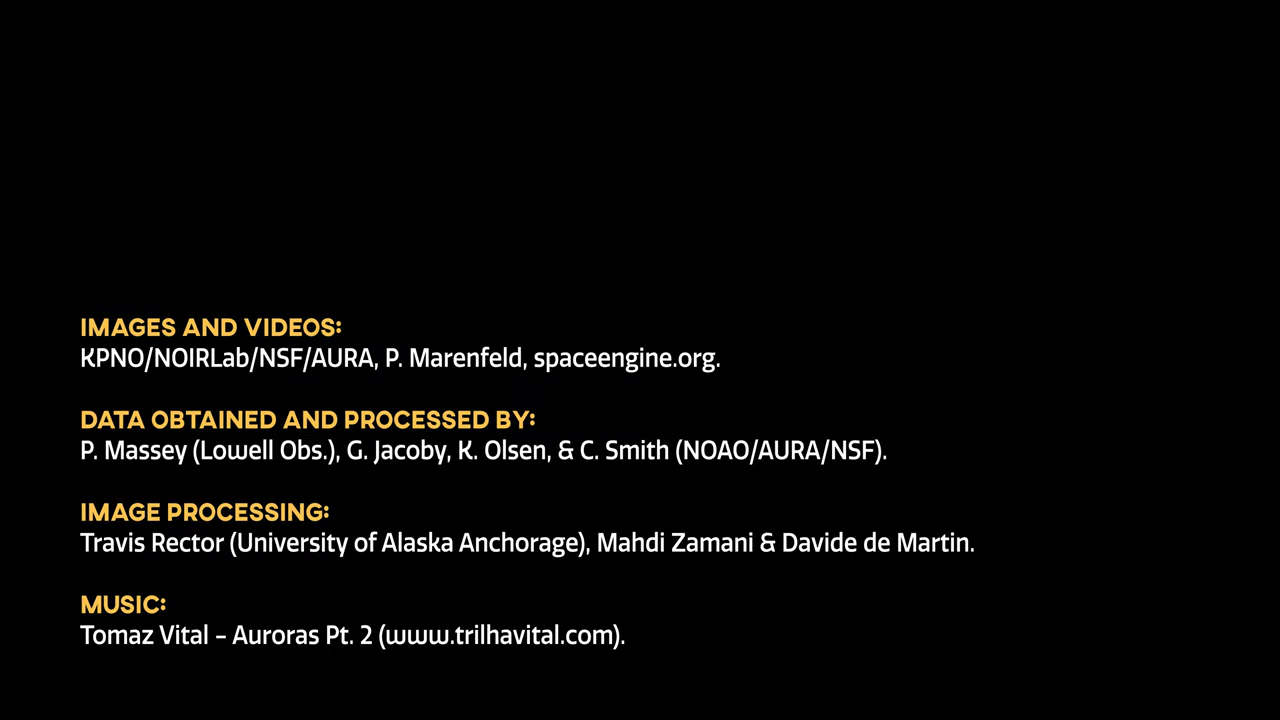 IMAGES AND VIDEOS:
KPNO/NOIRLab/NSF/AURA, P. Marenfeld, spaceengine.org.
DATA OBTAINED AND PROCESSED BY:
P. Massey (Lowell Obs.), G. Jacoby, K. Olsen, & C. Smith (NOAO/AURA/NSF).
IMAGE PROCESSING:
Travis Rector (University of Alaska Anchorage), Mahdi Zamani & Davide de Martin.
MUSIC:
Tomaz Vital – Auroras Pt. 2 (www.trilhavital.com).